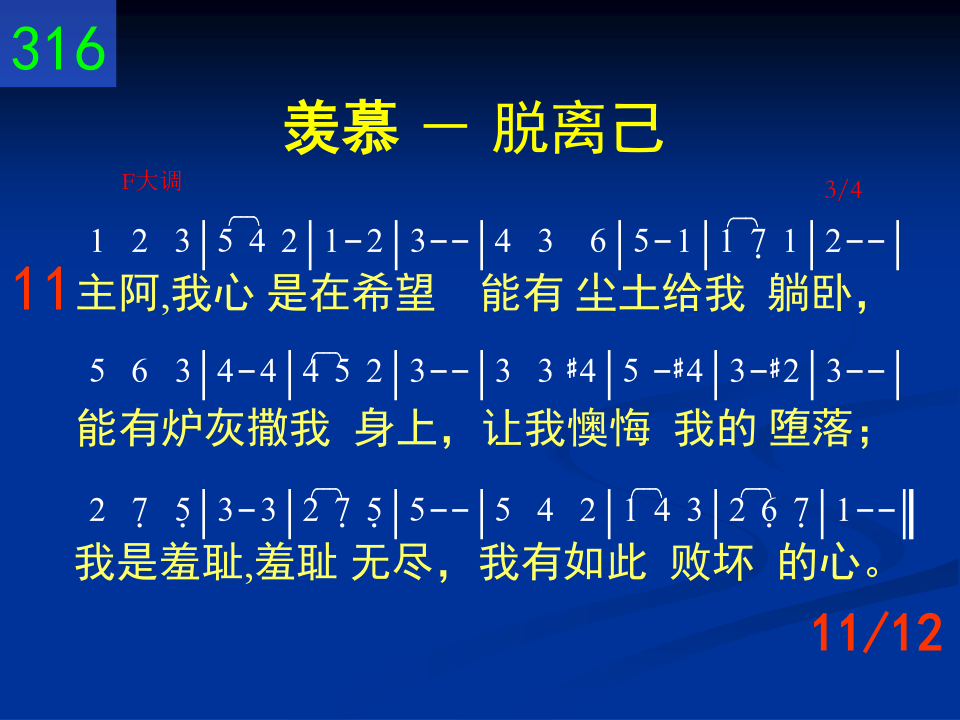 316
羡慕 － 脱离己
F大调 3/4
1 2 3|5 4 2|1-2|3--|4 3 6|5-1|1 7̣ 1|2--|
11 主阿,我心 是在希望 能有 尘土给我 躺卧，
5 6 3|4-4|4 5 2|3--|3 3 #4|5 -#4|3-#2|3--|
能有炉灰撒我 身上，让我懊悔 我的 堕落；
2 7̣ 5̣|3-3|2 7̣ 5̣|5--|5 4 2|1 4 3|2 6̣ 7̣|1--‖
我是羞耻,羞耻 无尽，我有如此 败坏 的心。
11/12